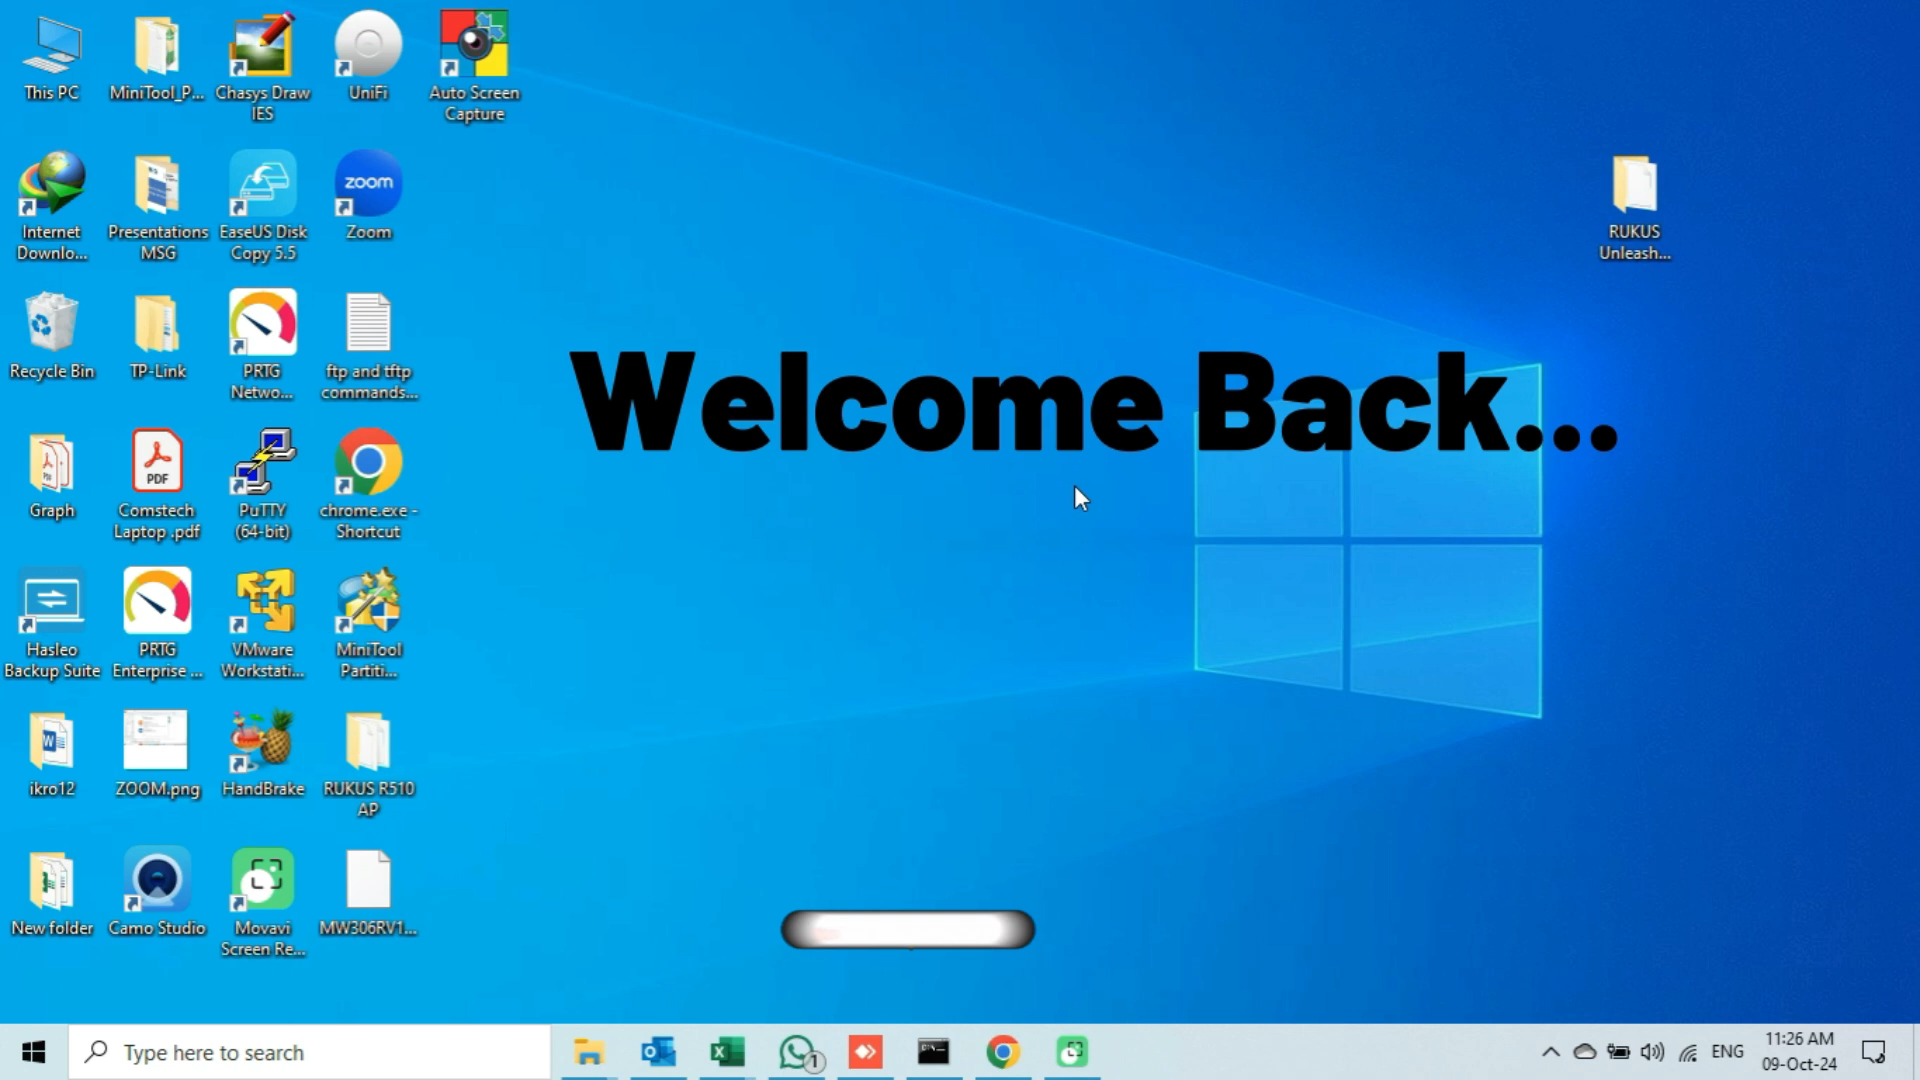 This PC
MiniTool_P...
Chasys Draw
IES
UniFi
Auto Screen
Capture
Internet
Downlo...
Presentations
MSG
EaseUS Disk
Copy 5.5
zoom
Zoom
RUKUS
Unleash...
Recycle Bin
TP-Link
PRTG
Netwo...
ftp and tftp
commands...
Welcome Back...
Graph
PDF
Comstech
Laptop .pdf
PuTTY
(64-bit)
chrome.exe -
Shortcut
Hasleo
Backup Suite
PRTG
Enterprise ...
VMware
Workstati...
MiniTool
Partiti...
ikro12
ZOOM.png
HandBrake
RUKUS R510
AP
New folder
Camo Studio
Movavi
Screen Re...
MW306RV1...
Type here to search
1
ENG
11:26 AM
09-Oct-24